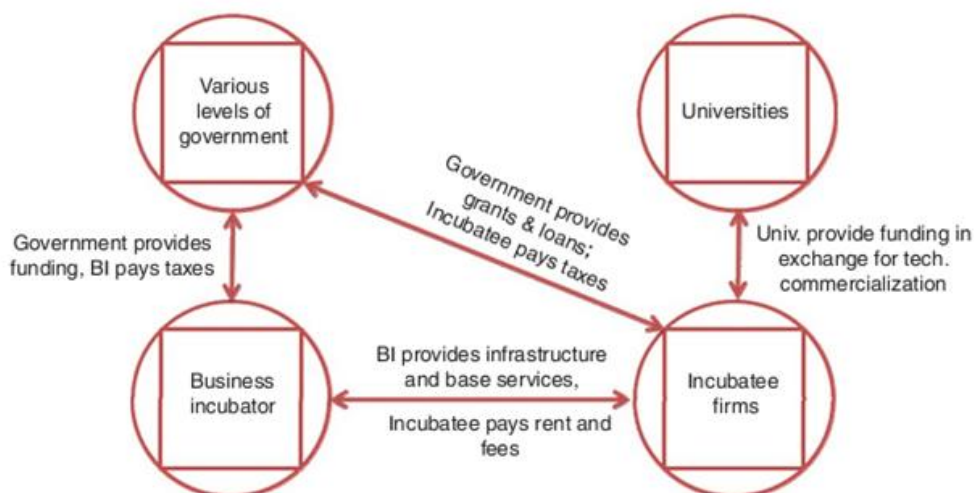 Various
levels of
government
Universities
Government provides
grants & loans;
Incubatee pays taxes
Government provides
funding, BI pays taxes
Univ. provide funding in
exchange for tech.
commercialization
Business
incubator
BI provides infrastructure
and base services,
Incubatee pays rent and
fees
Incubatee
firms